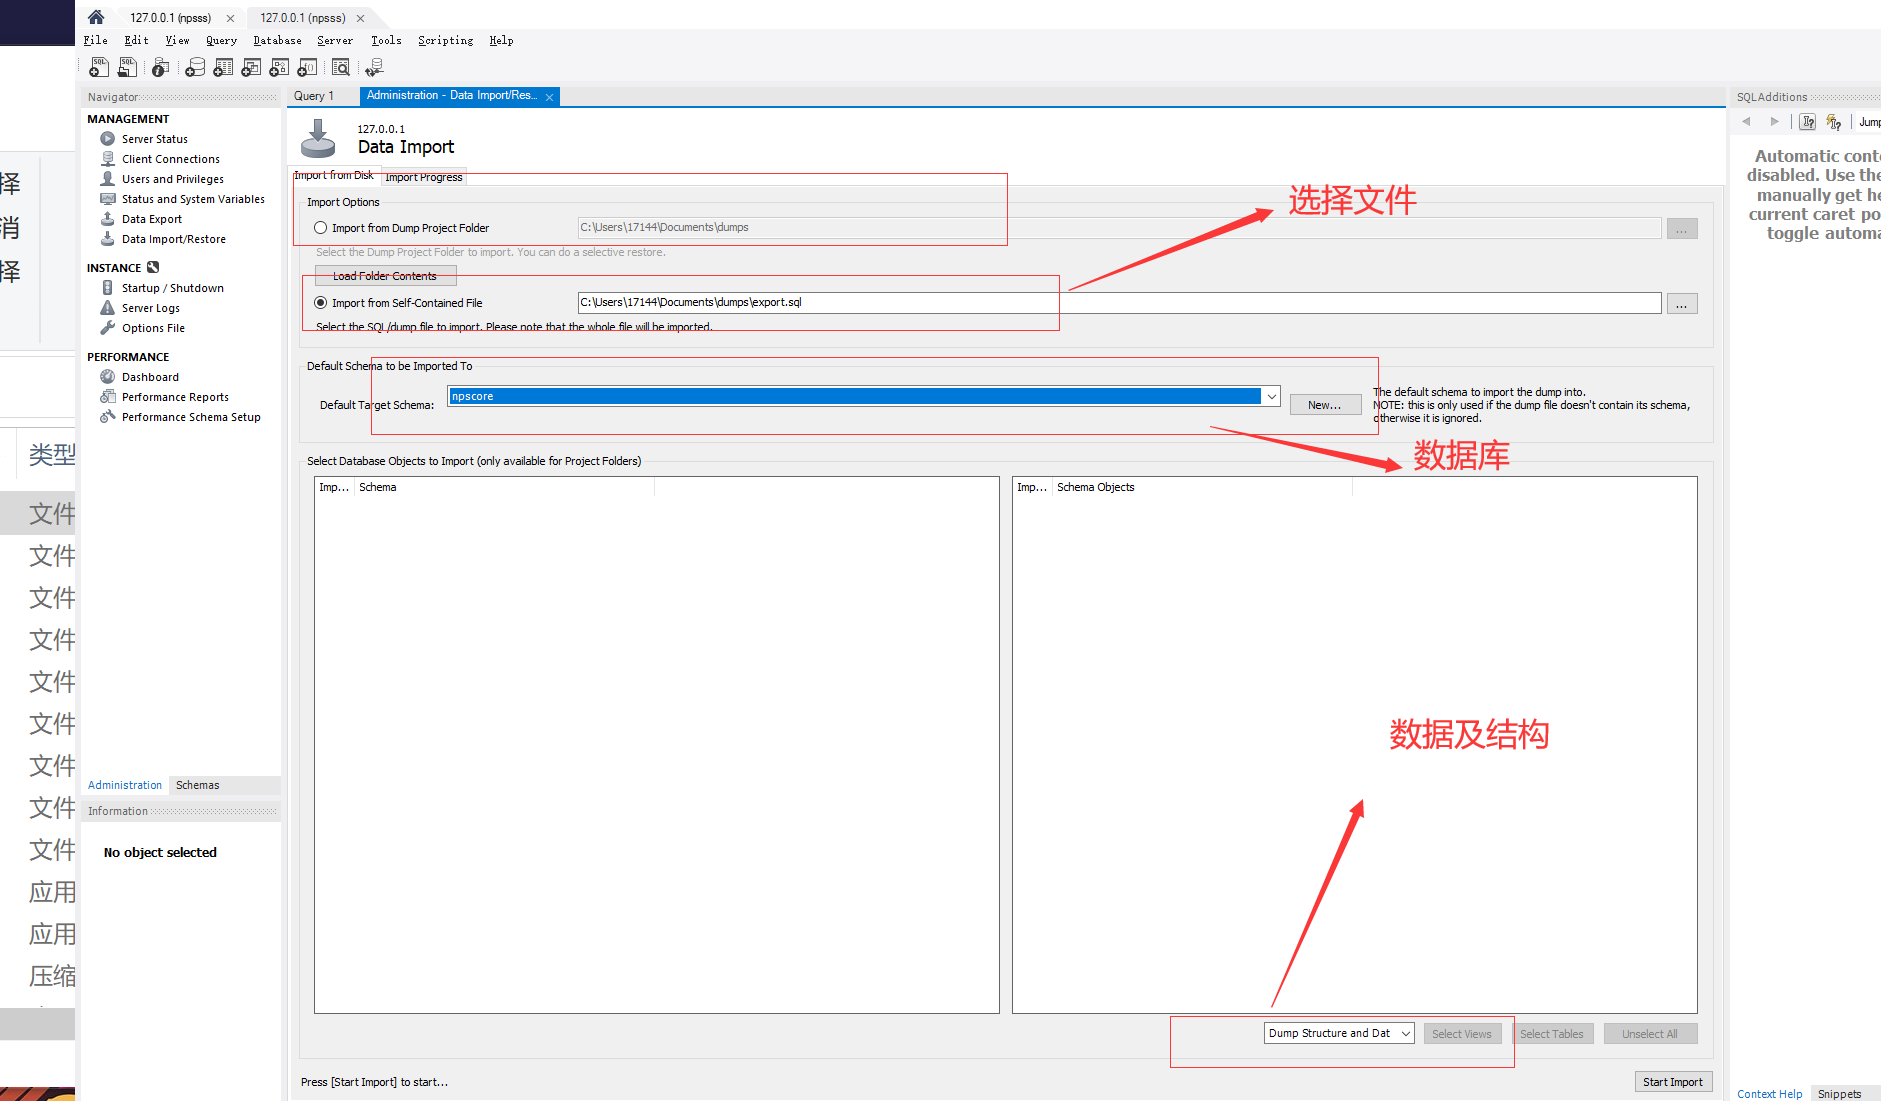 127.0.0.1 (npsss)
127.0.0.1 (npsss)
File Edit View Query Database Server Tools Scripting Help
Navigator
MANAGEMENT
Server Status
Client Connections
Users and Privileges
Status and System Variables
Data Export
Data Import/Restore
INSTANCE
Startup / Shutdown
Server Logs
Options File
PERFORMANCE
Dashboard
Performance Reports
Performance Schema Setup
Administration Schemas
Information
No object selected
Query 1
Administration - Data Import/Res...
127.0.0.1
Data Import
Import from Disk
Import Progress
Import Options
Import from Dump Project Folder
C:\Users\17144\Documents\dumps
...
Select the Dump Project Folder to import. You can do a selective restore.
Load Folder Contents
Import from Self-Contained File
C:\Users\17144\Documents\dumps\export.sql
...
Select the SQL/dump file to import. Please note that the whole file will be imported.
选择文件
Default Schema to be Imported To
Default Target Schema:
npscore
New...
The default schema to import the dump into.
NOTE: this is only used if the dump file doesn't contain its schema,
otherwise it is ignored.
数据库
Select Database Objects to Import (only available for Project Folders)
Imp... Schema
Imp... Schema Objects
数据及结构
Dump Structure and Dat
Select Views
Select Tables
Unselect All
Press [Start Import] to start...
Start Import
SQLAdditions
Jump
Automatic cont
disabled. Use the
manually get he
current caret po
toggle automa
Context Help Snippets
择
消
择
类型
文件
文件
文件
文件
文件
文件
文件
文件
文件
应用
应用
压缩